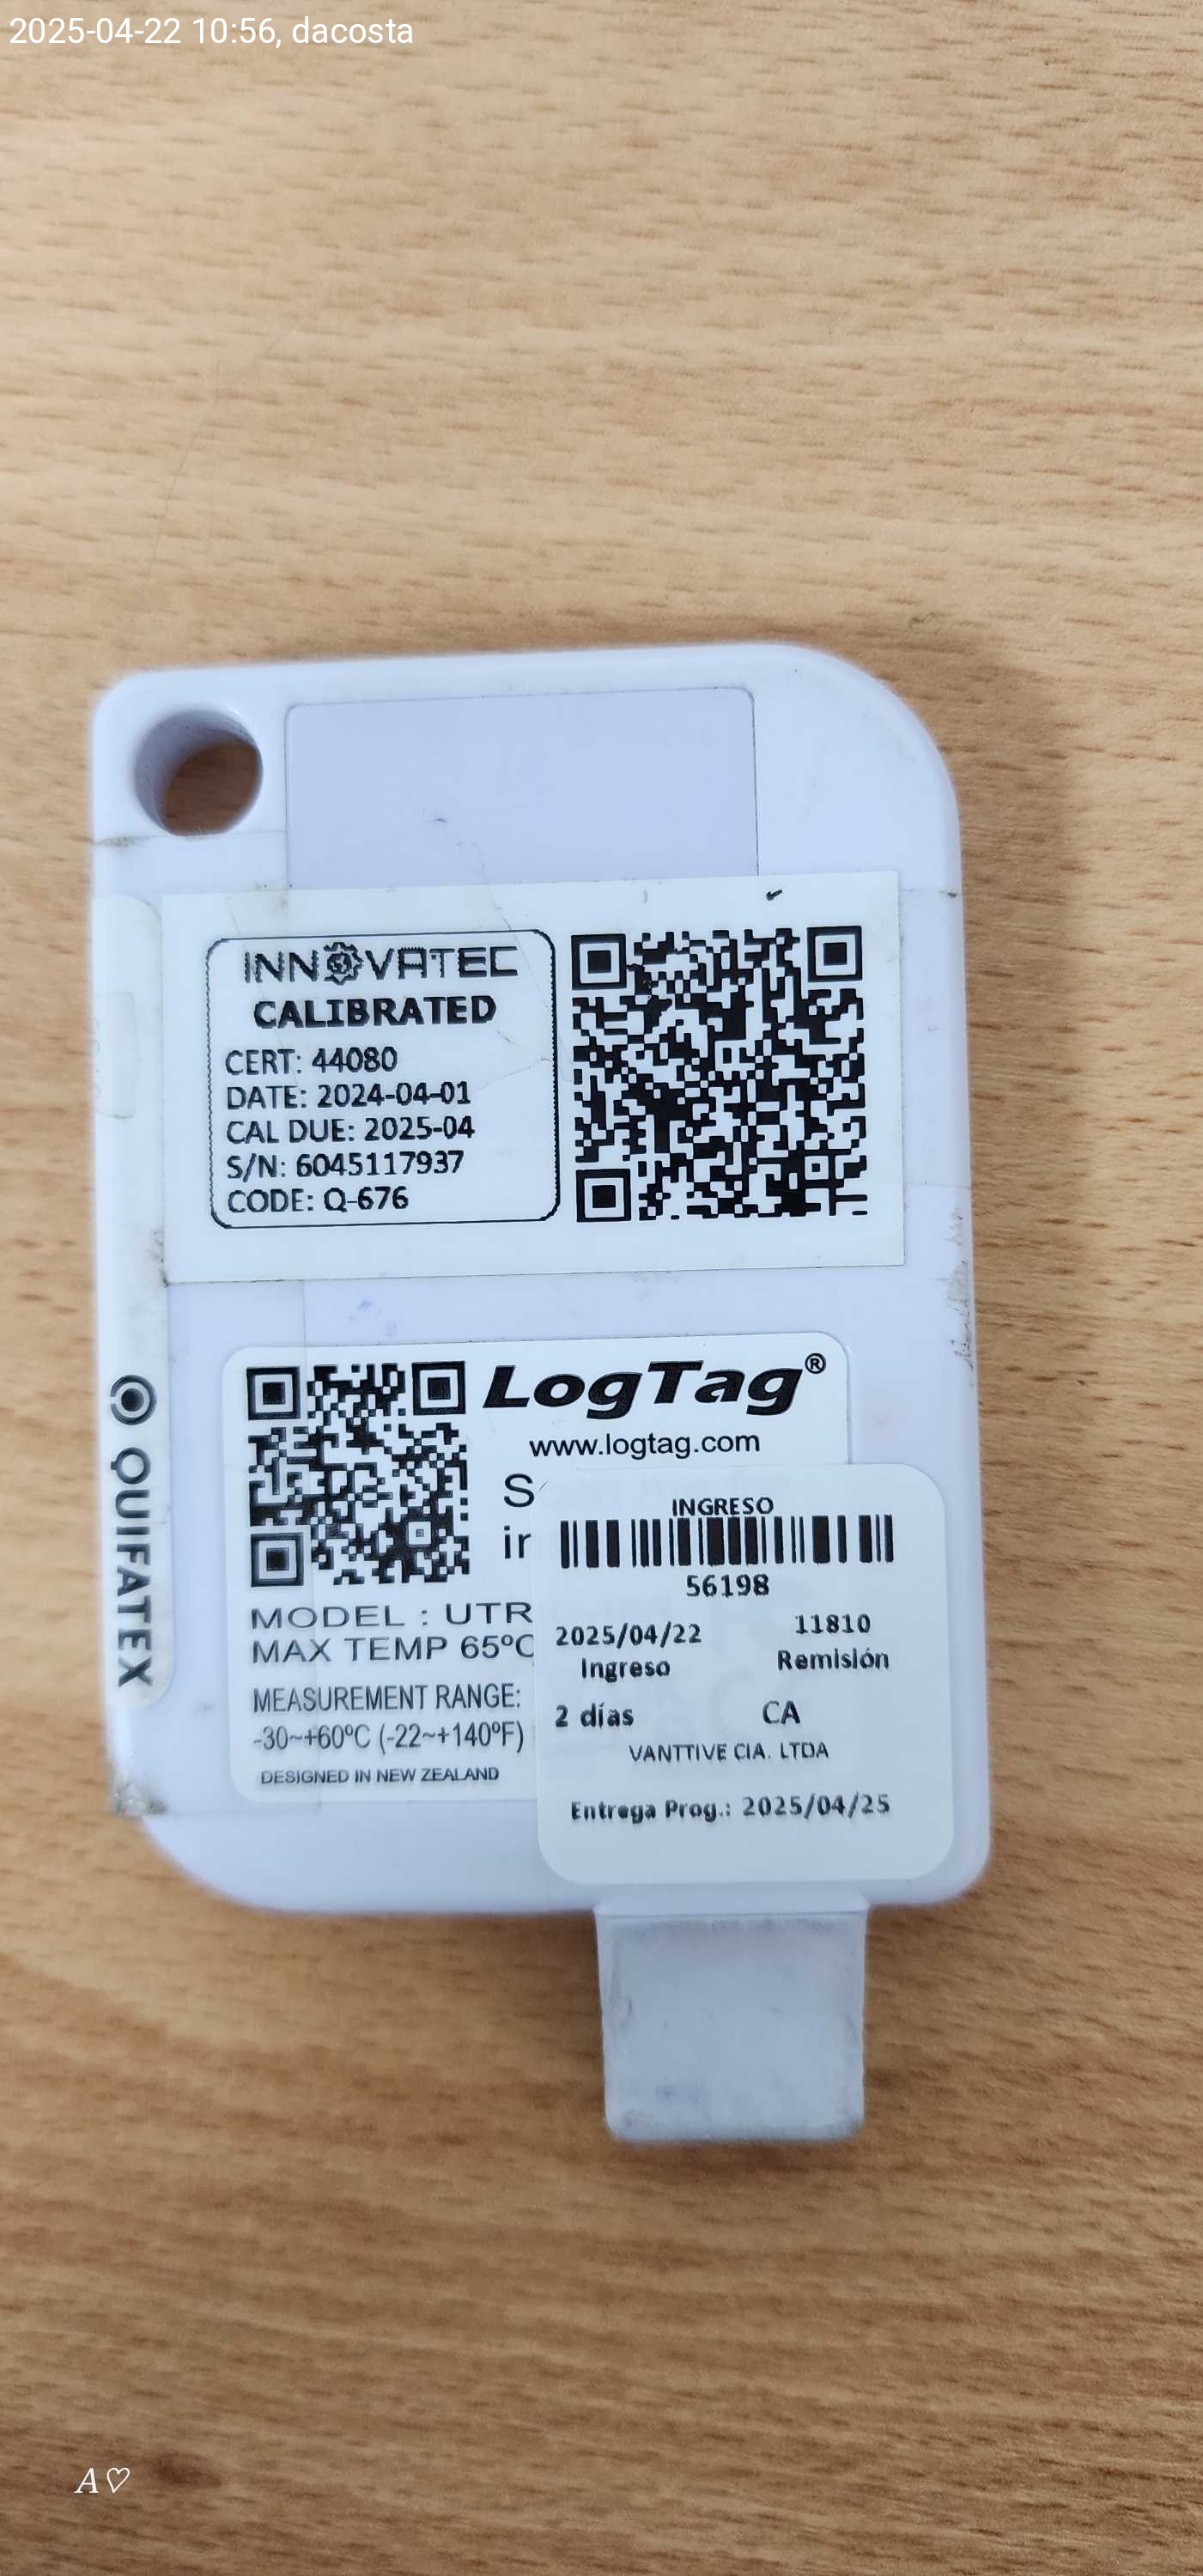 2025-04-22 10:56, dacosta
INNOVATEC
CALIBRATED
CERT: 44080
DATE: 2024-04-01
CAL DUE: 2025-04
S/N: 6045117937
CODE: Q-676
QUIFATEX
LogTag®
www.logtag.com
S
ir
MODEL : UTR
MAX TEMP 65ºC
MEASUREMENT RANGE:
-30~+60ºC (-22~+140ºF)
DESIGNED IN NEW ZEALAND
INGRESO
56198
2025/04/22 11810
Ingreso Remisión
2 días CA
VANTTIVE CIA. LTDA
Entrega Prog.: 2025/04/25
A♡